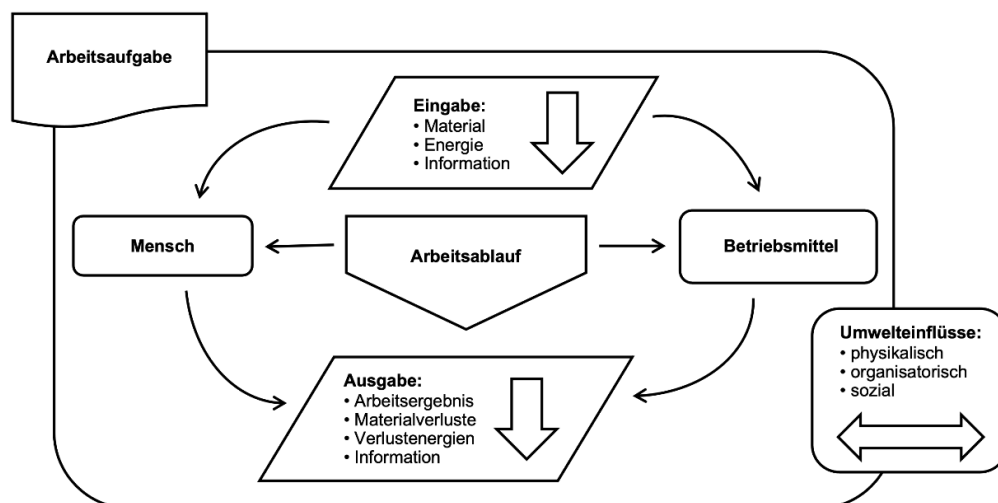 Arbeitsaufgabe
Eingabe:
• Material
• Energie
• Information
Mensch
Arbeitsablauf
Betriebsmittel
Umwelteinflüsse:
• physikalisch
• organisatorisch
• sozial
Ausgabe:
• Arbeitsergebnis
• Materialverluste
• Verlustenergien
• Information